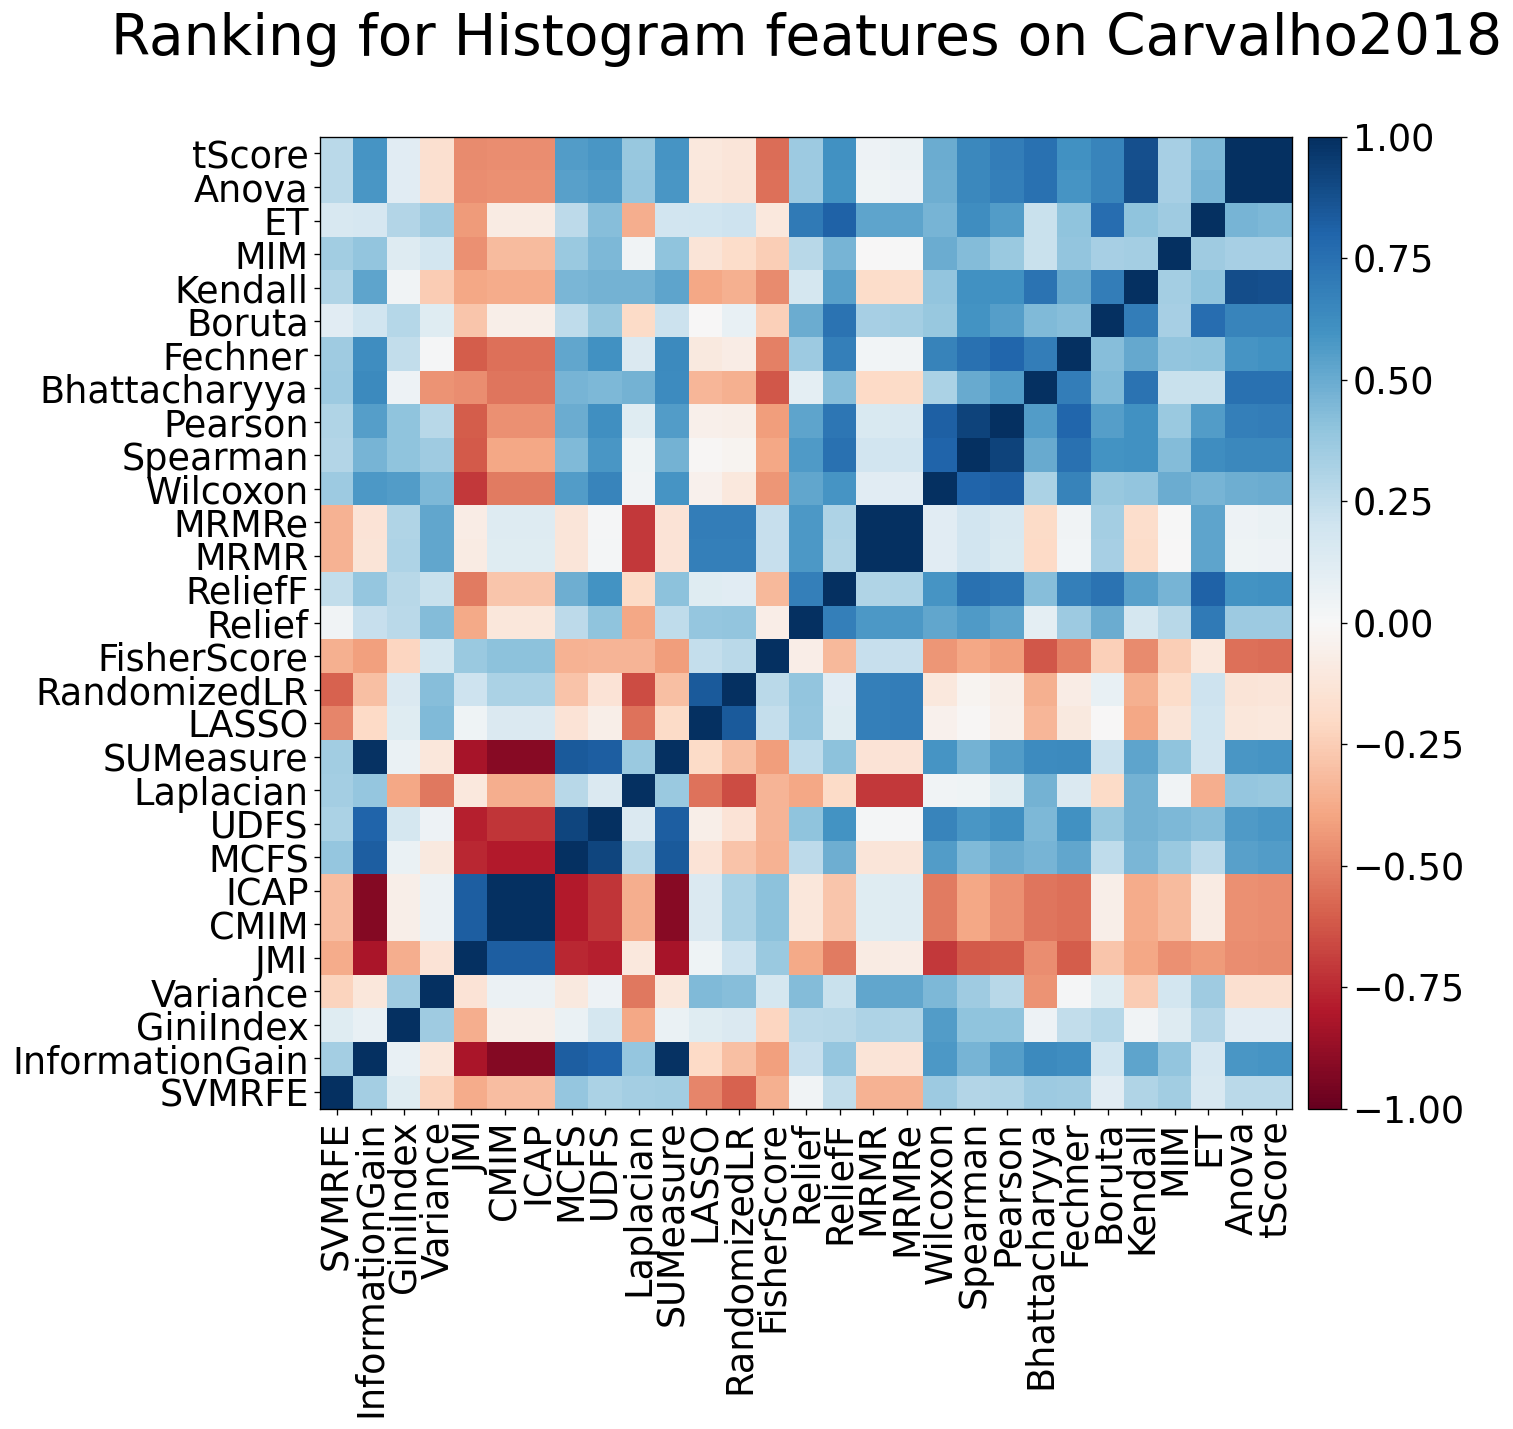 Ranking for Histogram features on Carvalho2018
tScore
Anova
ET
MIM
Kendall
Boruta
Fechner
Bhattacharyya
Pearson
Spearman
Wilcoxon
MRMRe
MRMR
ReliefF
Relief
FisherScore
RandomizedLR
LASSO
SUMeasure
Laplacian
UDFS
MCFS
ICAP
CMIM
JMI
Variance
GiniIndex
InformationGain
SVMRFE
SVMRFE
InformationGain
GiniIndex
Variance
JMI
CMIM
ICAP
MCFS
UDFS
Laplacian
SUMeasure
LASSO
RandomizedLR
FisherScore
Relief
ReliefF
MRMR
MRMRe
Wilcoxon
Spearman
Pearson
Bhattacharyya
Fechner
Boruta
Kendall
MIM
ET
Anova
tScore
1.00
0.75
0.50
0.25
0.00
−0.25
−0.50
−0.75
−1.00